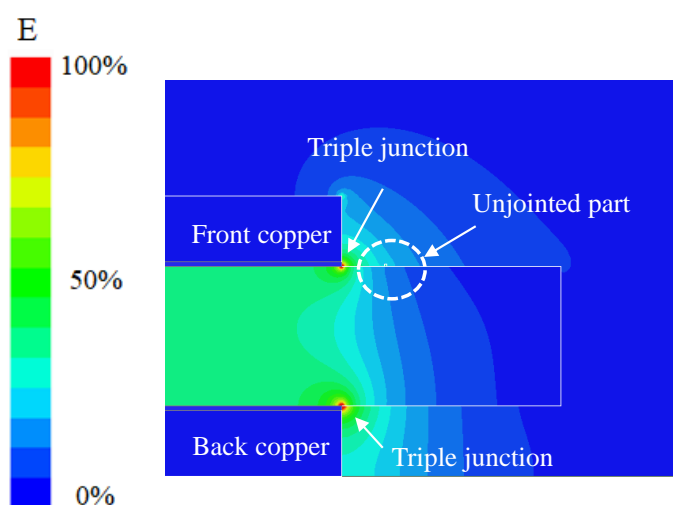 E
100%
Triple junction
Unjointed part
Front copper
50%
Back copper
Triple junction
0%